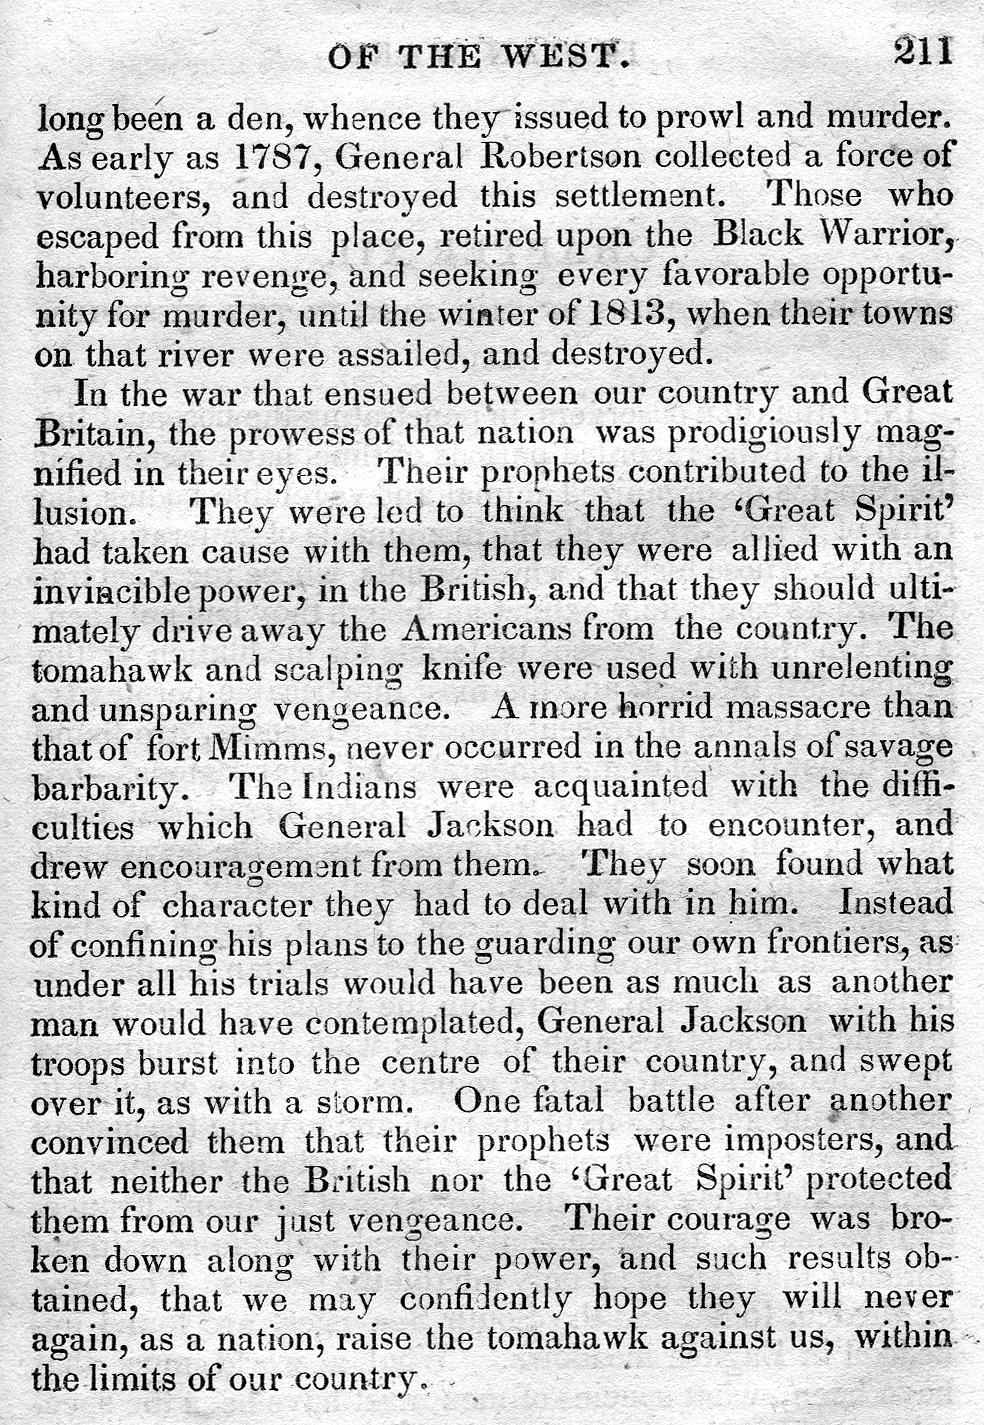 OF THE WEST. 211
long been a den, whence they issued to prowl and murder.
As early as 1787, General Robertson collected a force of
volunteers, and destroyed this settlement. Those who
escaped from this place, retired upon the Black Warrior,
harboring revenge, and seeking every favorable opportu-
nity for murder, until the winter of 1813, when their towns
on that river were assailed, and destroyed.
In the war that ensued between our country and Great
Britain, the prowess of that nation was prodigiously mag-
nified in their eyes. Their prophets contributed to the il-
lusion. They were led to think that the ‘Great Spirit’
had taken cause with them, that they were allied with an
invincible power, in the British, and that they should ulti-
mately drive away the Americans from the country. The
tomahawk and scalping knife were used with unrelenting
and unsparing vengeance. A more horrid massacre than
that of fort Mimms, never occurred in the annals of savage
barbarity. The Indians were acquainted with the diffi-
culties which General Jackson had to encounter, and
drew encouragement from them. They soon found what
kind of character they had to deal with in him. Instead
of confining his plans to the guarding our own frontiers, as
under all his trials would have been as much as another
man would have contemplated, General Jackson with his
troops burst into the centre of their country, and swept
over it, as with a storm. One fatal battle after another
convinced them that their prophets were imposters, and
that neither the British nor the ‘Great Spirit’ protected
them from our just vengeance. Their courage was bro-
ken down along with their power, and such results ob-
tained, that we may confidently hope they will never
again, as a nation, raise the tomahawk against us, within
the limits of our country.